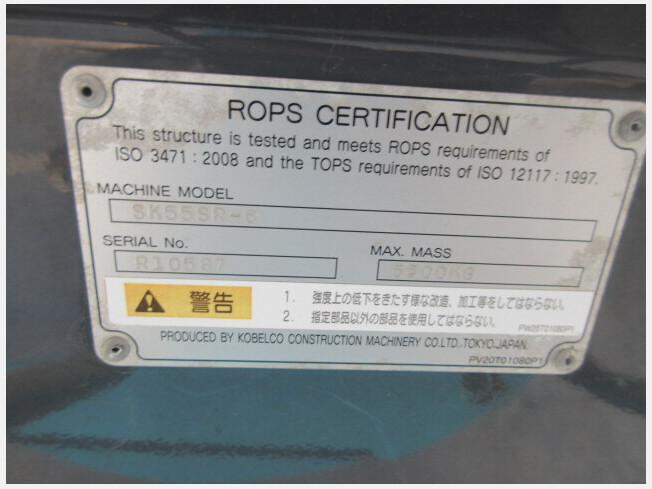 ROPS CERTIFICATION
This structure is tested and meets ROPS requirements of
ISO 3471 : 2008 and the TOPS requirements of ISO 12117 : 1997.
MACHINE MODEL
SK55SR-6
SERIAL No.
MAX. MASS
R10587
5500KG
警告
1. 強度上の低下をきたす様な改造、加工等をしてはならない。
2. 指定部品以外の部品を使用してはならない。
PW20T01080P1
PRODUCED BY KOBELCO CONSTRUCTION MACHINERY CO.LTD. TOKYO.JAPAN.
PV20T01080P1